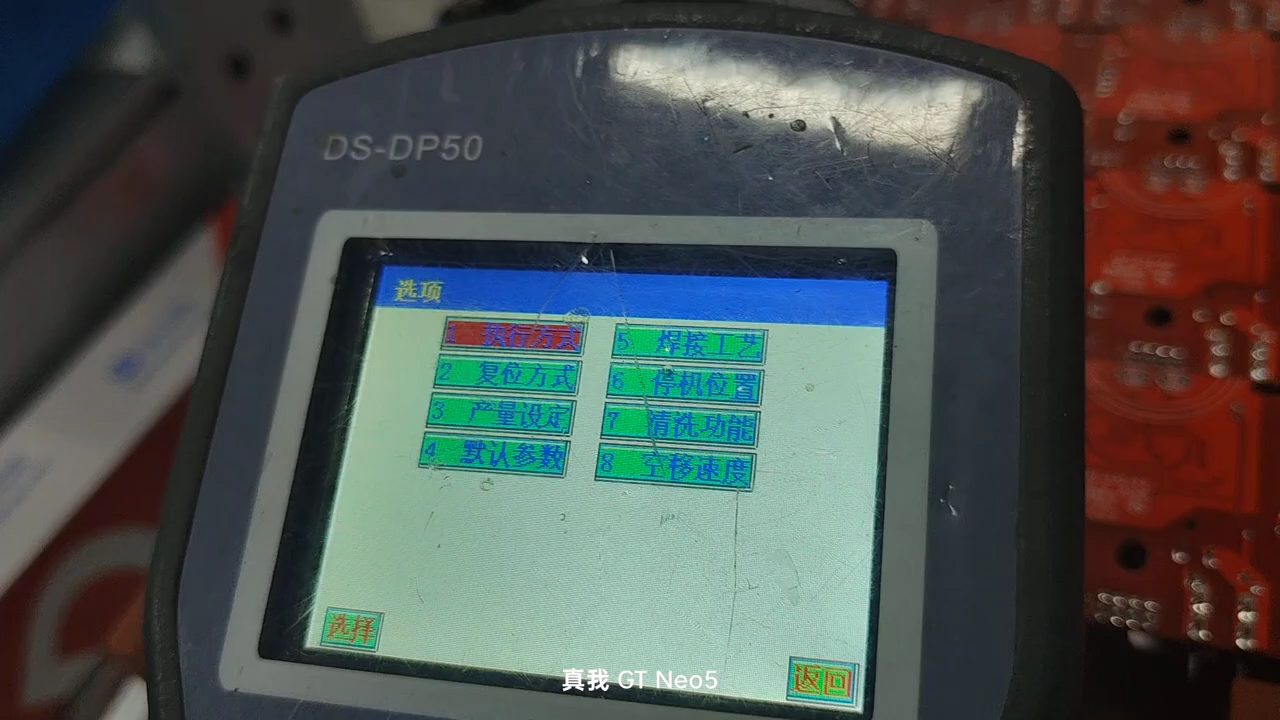 DS-DP50
选项
1 执行方式
5 焊接工艺
2 复位方式
6 停机位置
3 产量设定
7 清洗功能
4 默认参数
8 空移速度
选择
返回
真我 GT Neo5